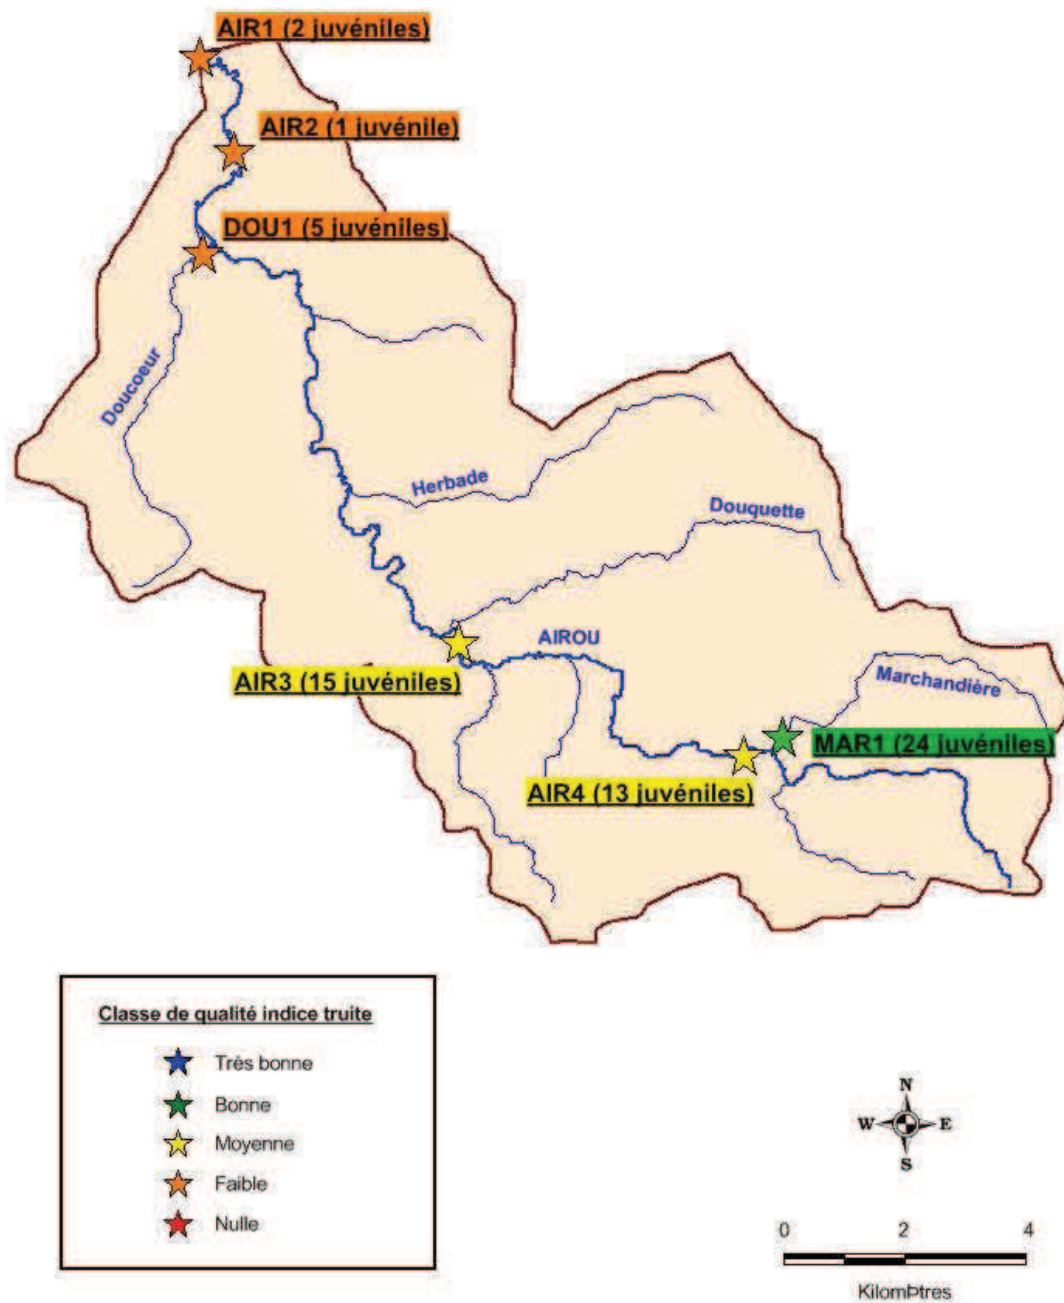 AIR1 (2 juvéniles)
AIR2 (1 juvénile)
DOU1 (5 juvéniles)
Doucoeur
Herbade
Douquette
AIROU
AIR3 (15 juvéniles)
Marchandière
MAR1 (24 juvéniles)
AIR4 (13 juvéniles)
Classe de qualité indice truite
Très bonne
Bonne
Moyenne
Faible
Nulle
N
W E
S
0 2 4
KilomÞtres